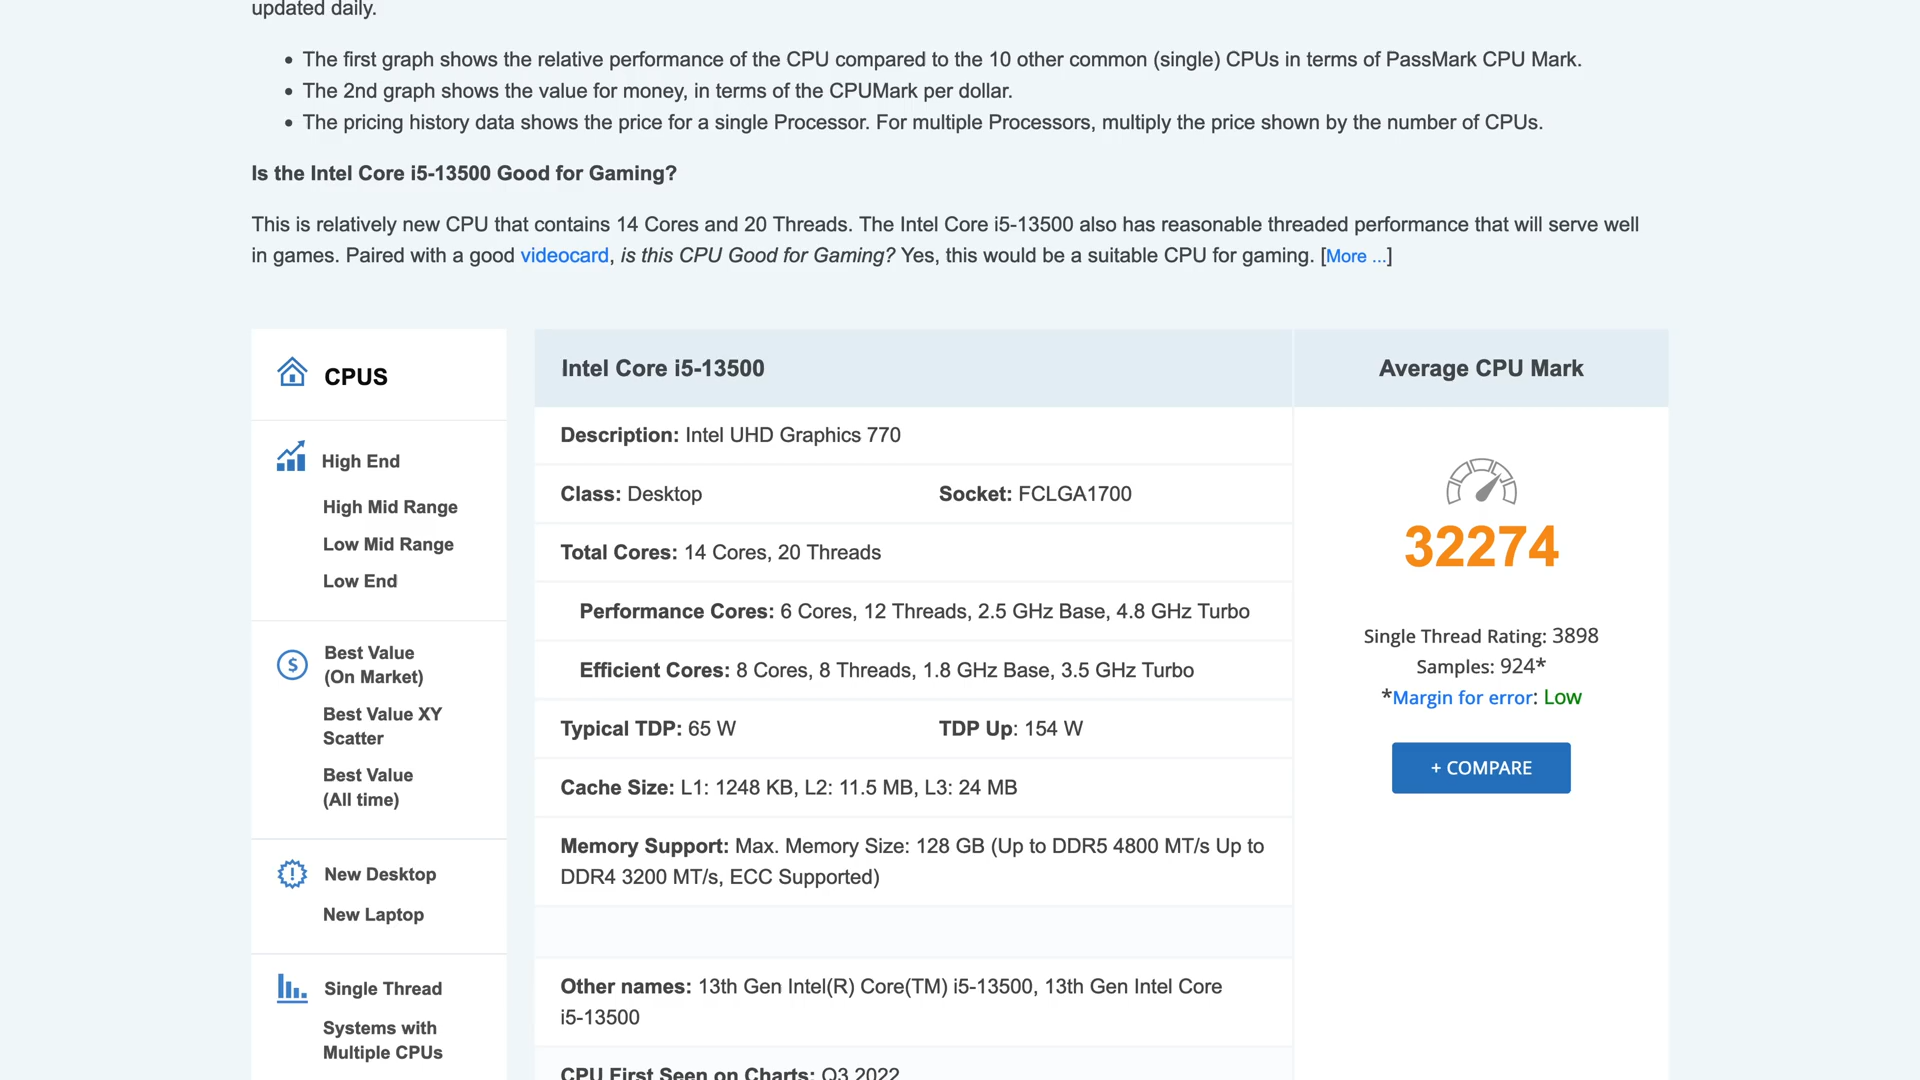 updated daily.
• The first graph shows the relative performance of the CPU compared to the 10 other common (single) CPUs in terms of PassMark CPU Mark.
• The 2nd graph shows the value for money, in terms of the CPUMark per dollar.
• The pricing history data shows the price for a single Processor. For multiple Processors, multiply the price shown by the number of CPUs.
Is the Intel Core i5-13500 Good for Gaming?
This is relatively new CPU that contains 14 Cores and 20 Threads. The Intel Core i5-13500 also has reasonable threaded performance that will serve well
in games. Paired with a good videocard, is this CPU Good for Gaming? Yes, this would be a suitable CPU for gaming. [More ...]
CPUS
High End
High Mid Range
Low Mid Range
Low End
$
Best Value
(On Market)
Best Value XY
Scatter
Best Value
(All time)
New Desktop
New Laptop
Single Thread
Systems with
Multiple CPUs
Intel Core i5-13500
Description: Intel UHD Graphics 770
Class: Desktop
Socket: FCLGA1700
Total Cores: 14 Cores, 20 Threads
Performance Cores: 6 Cores, 12 Threads, 2.5 GHz Base, 4.8 GHz Turbo
Efficient Cores: 8 Cores, 8 Threads, 1.8 GHz Base, 3.5 GHz Turbo
Typical TDP: 65 W
TDP Up: 154 W
Cache Size: L1: 1248 KB, L2: 11.5 MB, L3: 24 MB
Memory Support: Max. Memory Size: 128 GB (Up to DDR5 4800 MT/s Up to
DDR4 3200 MT/s, ECC Supported)
Other names: 13th Gen Intel(R) Core(TM) i5-13500, 13th Gen Intel Core
i5-13500
CPU First Seen on Charts: Q3 2022
Average CPU Mark
32274
Single Thread Rating: 3898
Samples: 924*
*Margin for error: Low
+ COMPARE